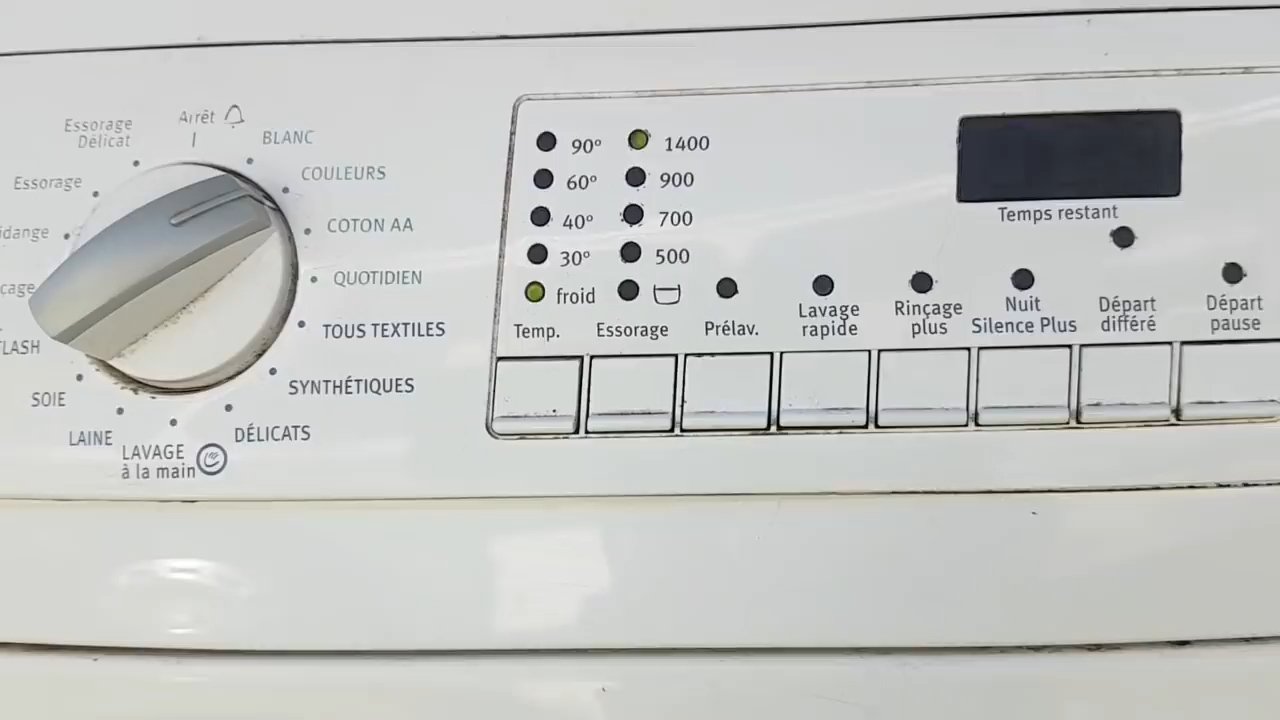 Arrêt
Essorage
Délicat
BLANC
COULEURS
Essorage
COTON AA
QUOTIDIEN
TOUS TEXTILES
SYNTHÉTIQUES
SOIE
DÉLICATS
LAINE
LAVAGE
à la main
90° 1400
60° 900
40° 700
30° 500
froid
Temp.
Essorage
Prélav.
Lavage
rapide
Rinçage
plus
Nuit
Silence Plus
Départ
différé
Départ
pause
Temps restant